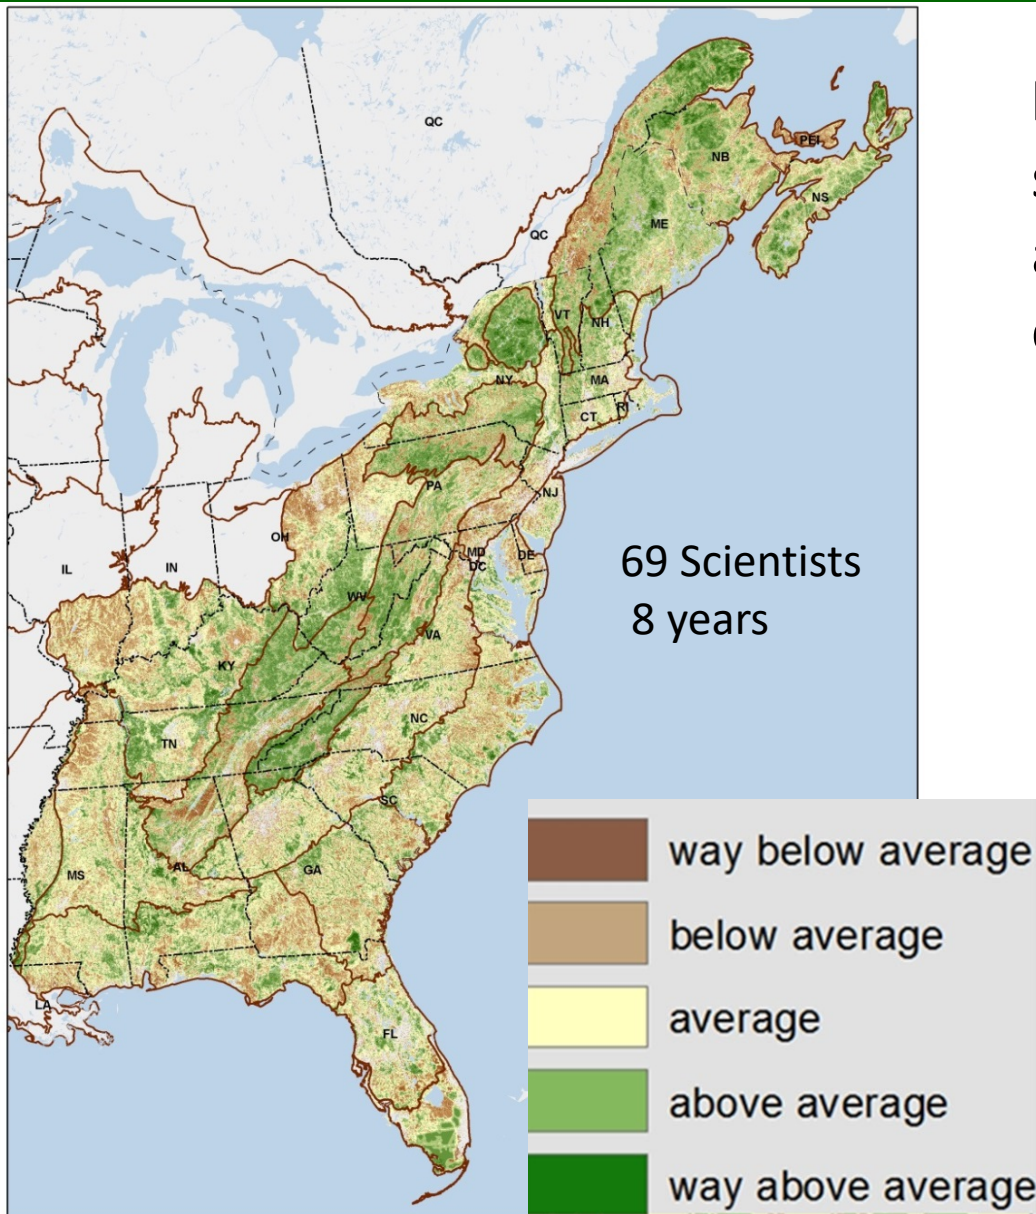 QC
QC
PEI
NB
NS
ME
VT
NH
NY
MA
CT
RI
PA
NJ
OH
MD
DC
DE
IL
IN
WV
VA
KY
NC
TN
SC
MS
AL
GA
LA
FL
69 Scientists
8 years
way below average
below average
average
above average
way above average